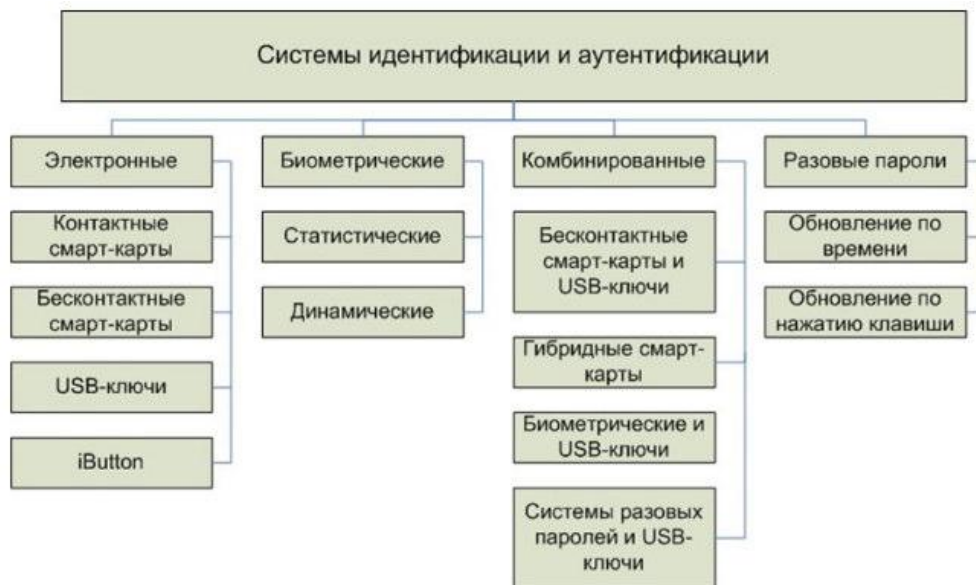 Системы идентификации и аутентификации
Электронные
Контактные
смарт-карты
Бесконтактные
смарт-карты
USB-ключи
iButton
Биометрические
Статистические
Динамические
Комбинированные
Бесконтактные
смарт-карты и
USB-ключи
Гибридные смарт-
карты
Биометрические и
USB-ключи
Системы разовых
паролей и USB-
ключи
Разовые пароли
Обновление по
времени
Обновление по
нажатию клавиши